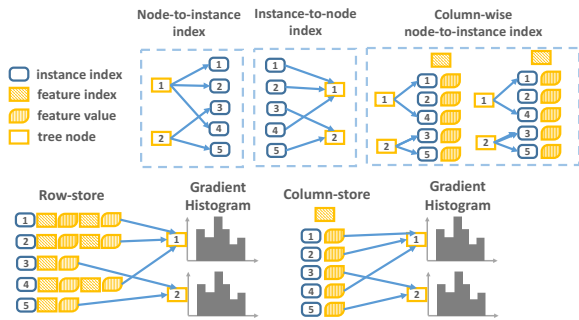 Node-to-instance
index
Instance-to-node
index
Column-wise
node-to-instance index
instance index
feature index
feature value
tree node
1
2
1
2
3
4
5
1
2
3
4
5
1
2
1
2
1
2
4
3
5
1
2
1
2
4
3
5
Row-store
Gradient
Histogram
Column-store
Gradient
Histogram
1
2
3
4
5
1
2
1
2
3
4
5
1
2